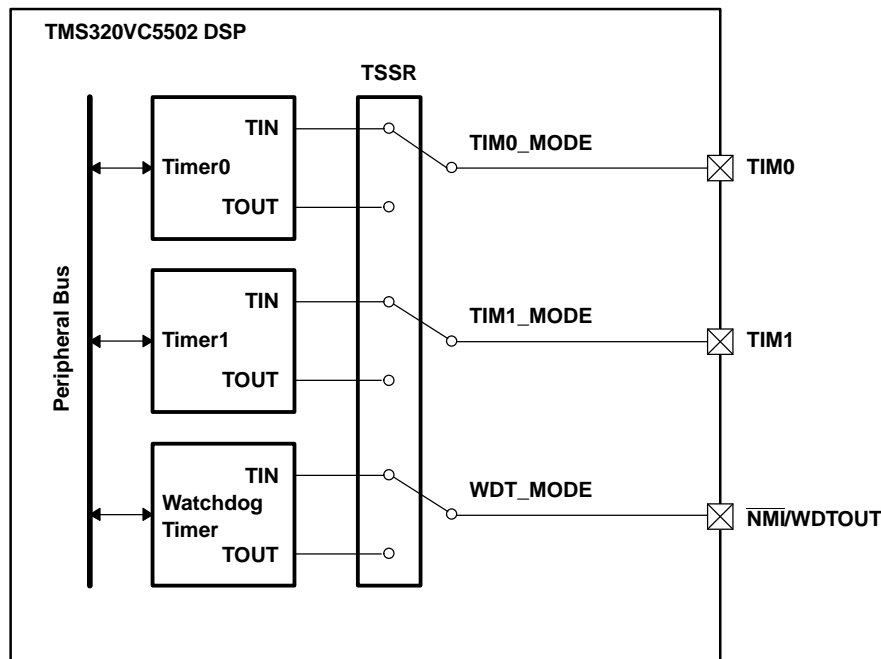 TMS320VC5502 DSP
TSSR
TIN
TIM0_MODE
Timer0
TIM0
TOUT
Peripheral Bus
TIN
TIM1_MODE
Timer1
TIM1
TOUT
TIN
WDT_MODE
Watchdog
Timer
NMI/WDTOUT
TOUT